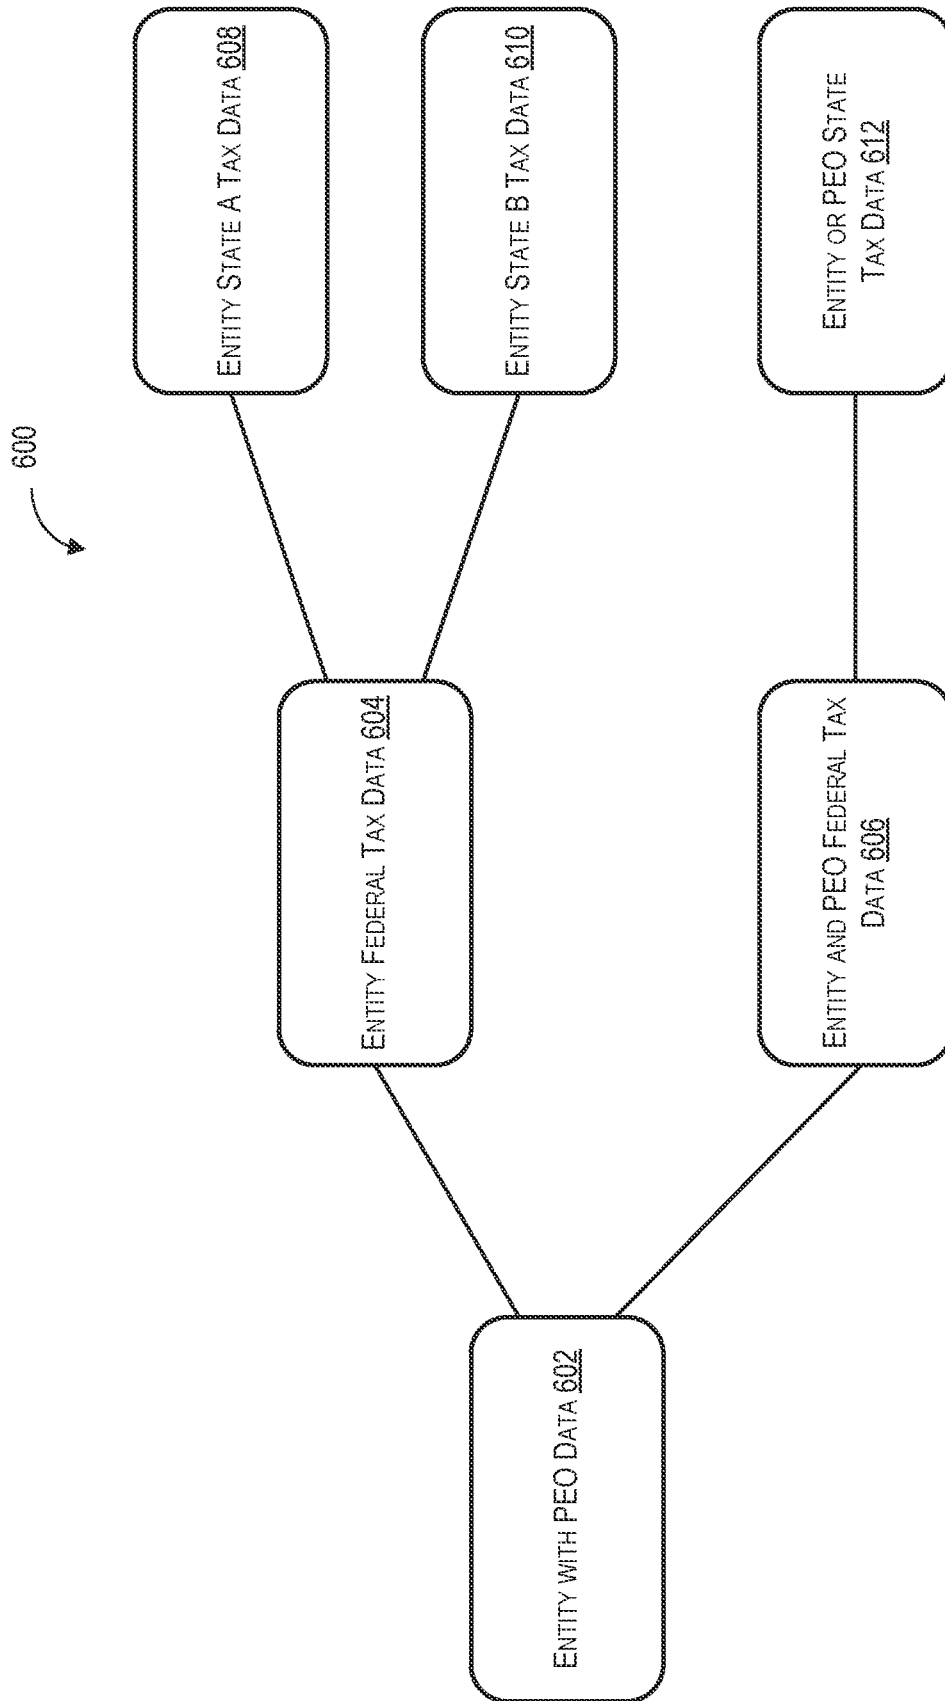 600
ENTITY WITH PEO DATA 602
ENTITY FEDERAL TAX DATA 604
ENTITY AND PEO FEDERAL TAX
DATA 606
ENTITY STATE A TAX DATA 608
ENTITY STATE B TAX DATA 610
ENTITY OR PEO STATE
TAX DATA 612